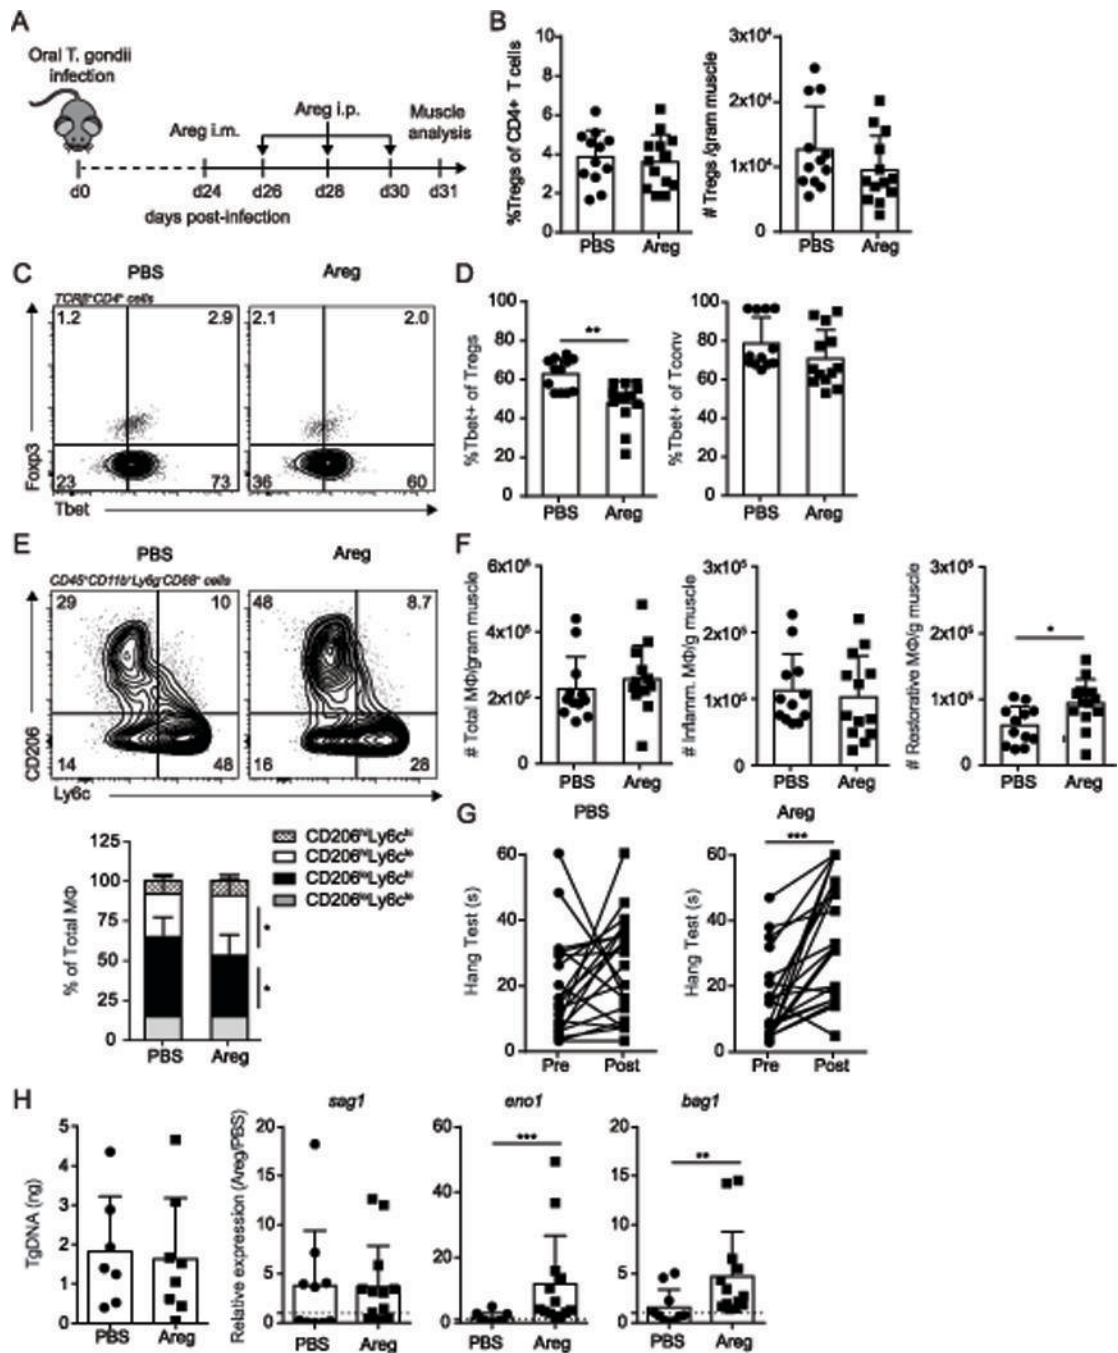 A
Oral T. gondii
infection
Areg i.m.
Areg i.p.
Muscle
analysis
d0
d24
d26
d28
d30
d31
days post-infection
B
%Tregs of CD4+ T cells
10
8
6
4
2
0
PBS
Areg
# Tregs /gram muscle
3x10⁴
2x10⁴
1x10⁴
0
PBS
Areg
C
PBS
Areg
TCRβ⁺CD4⁺ cells
1.2
2.9
2.1
2.0
23
73
36
60
Foxp3
Tbet
D
%Tbet+ of Tregs
100
80
60
40
20
0
**
PBS
Areg
%Tbet+ of Tconv
100
80
60
40
20
0
PBS
Areg
E
PBS
Areg
CD45⁺CD11b⁺Ly6g⁻CD68⁺ cells
29
10
48
8.7
14
48
16
28
CD206
Ly6c
% of Total MΦ
125
100
75
50
25
0
PBS
Areg
*
*
CD206ʰⁱLy6cʰⁱ
CD206ʰⁱLy6cˡᵒ
CD206ˡᵒLy6cʰⁱ
CD206ˡᵒLy6cˡᵒ
F
# Total MΦ/gram muscle
PBS
Areg
# Inflamm. MΦ/g muscle
3x10⁵
2x10⁵
1x10⁵
0
PBS
Areg
# Restorative MΦ/g muscle
3x10⁵
2x10⁵
1x10⁵
0
*
PBS
Areg
G
PBS
Hang Test (s)
60
40
20
0
Pre
Post
Areg
***
Hang Test (s)
60
40
20
0
Pre
Post
H
TgDNA (ng)
5
4
3
2
1
0
PBS
Areg
sag1
Relative expression (Areg/PBS)
20
15
10
5
0
PBS
Areg
eno1
60
40
20
0
***
PBS
Areg
bag1
20
15
10
5
0
**
PBS
Areg